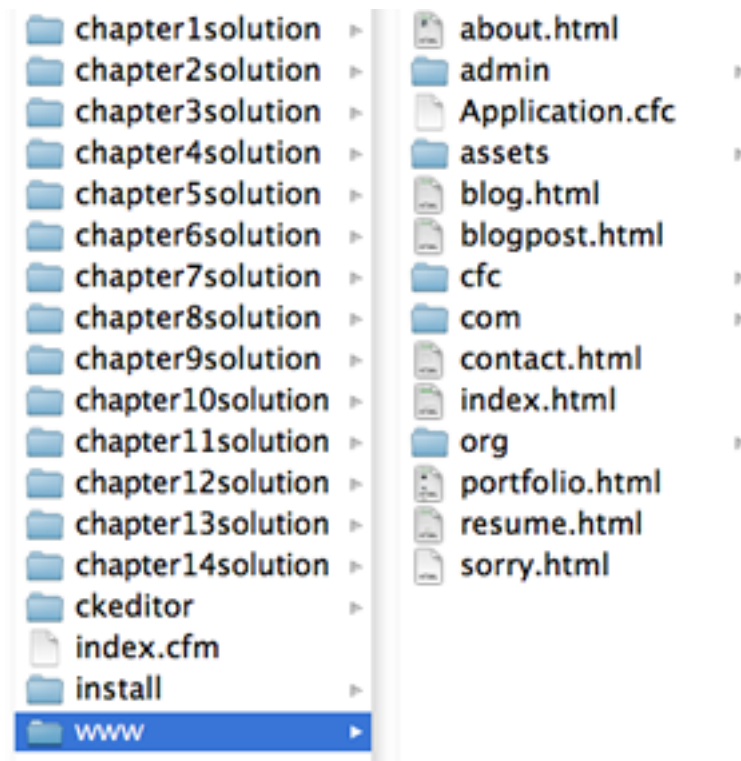 chapter1solution
chapter2solution
chapter3solution
chapter4solution
chapter5solution
chapter6solution
chapter7solution
chapter8solution
chapter9solution
chapter10solution
chapter11solution
chapter12solution
chapter13solution
chapter14solution
ckeditor
index.cfm
install
www
about.html
admin
Application.cfc
assets
blog.html
blogpost.html
cfc
com
contact.html
index.html
org
portfolio.html
resume.html
sorry.html